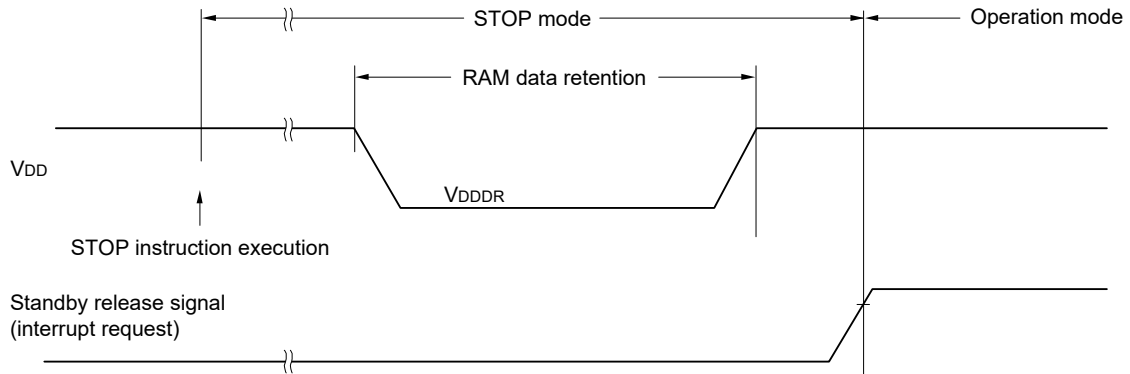 STOP mode
Operation mode
RAM data retention
VDD
VDDDR
STOP instruction execution
Standby release signal
(interrupt request)